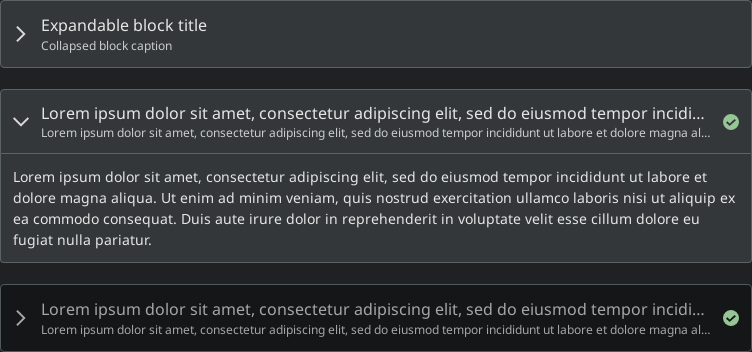 Expandable block title
Collapsed block caption
Lorem ipsum dolor sit amet, consectetur adipiscing elit, sed do eiusmod tempor incidi...
Lorem ipsum dolor sit amet, consectetur adipiscing elit, sed do eiusmod tempor incididunt ut labore et dolore magna al...
Lorem ipsum dolor sit amet, consectetur adipiscing elit, sed do eiusmod tempor incididunt ut labore et
dolore magna aliqua. Ut enim ad minim veniam, quis nostrud exercitation ullamco laboris nisi ut aliquip ex
ea commodo consequat. Duis aute irure dolor in reprehenderit in voluptate velit esse cillum dolore eu
fugiat nulla pariatur.
Lorem ipsum dolor sit amet, consectetur adipiscing elit, sed do eiusmod tempor incidi...
Lorem ipsum dolor sit amet, consectetur adipiscing elit, sed do eiusmod tempor incididunt ut labore et dolore magna al...